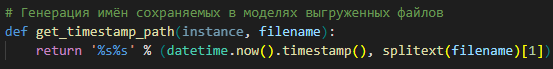 # Генерация имён сохраняемых в моделях выгруженных файлов
def get_timestamp_path(instance, filename):
    return '%s%s' % (datetime.now().timestamp(), splitext(filename)[1])